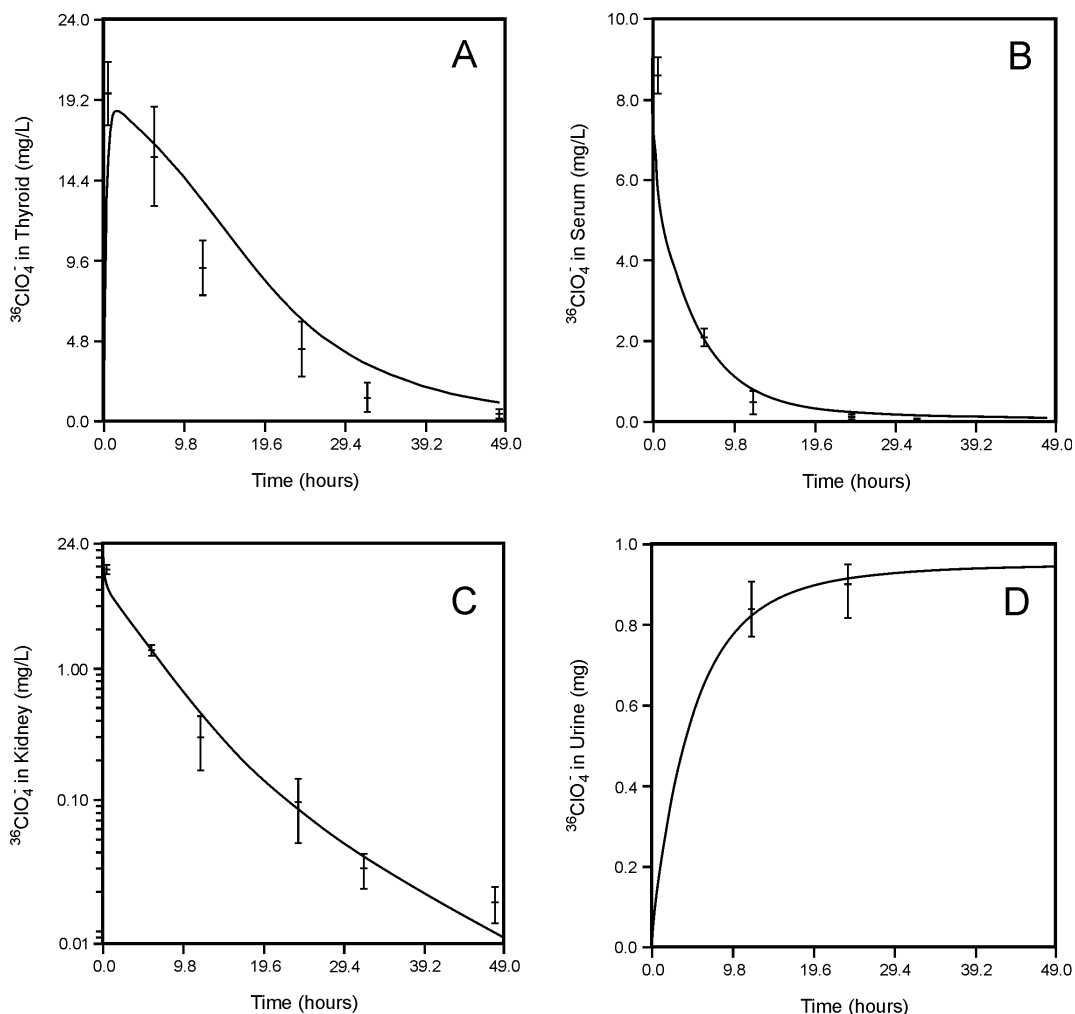 A
³⁶ClO₄⁻ in Thyroid (mg/L)
24.0
19.2
14.4
9.6
4.8
0.0
0.0 9.8 19.6 29.4 39.2 49.0
Time (hours)
B
³⁶ClO₄⁻ in Serum (mg/L)
10.0
8.0
6.0
4.0
2.0
0.0
0.0 9.8 19.6 29.4 39.2 49.0
Time (hours)
C
³⁶ClO₄⁻ in Kidney (mg/L)
24.0
1.00
0.10
0.01
0.0 9.8 19.6 29.4 39.2 49.0
Time (hours)
D
³⁶ClO₄⁻ in Urine (mg)
1.0
0.8
0.6
0.4
0.2
0.0
0.0 9.8 19.6 29.4 39.2 49.0
Time (hours)